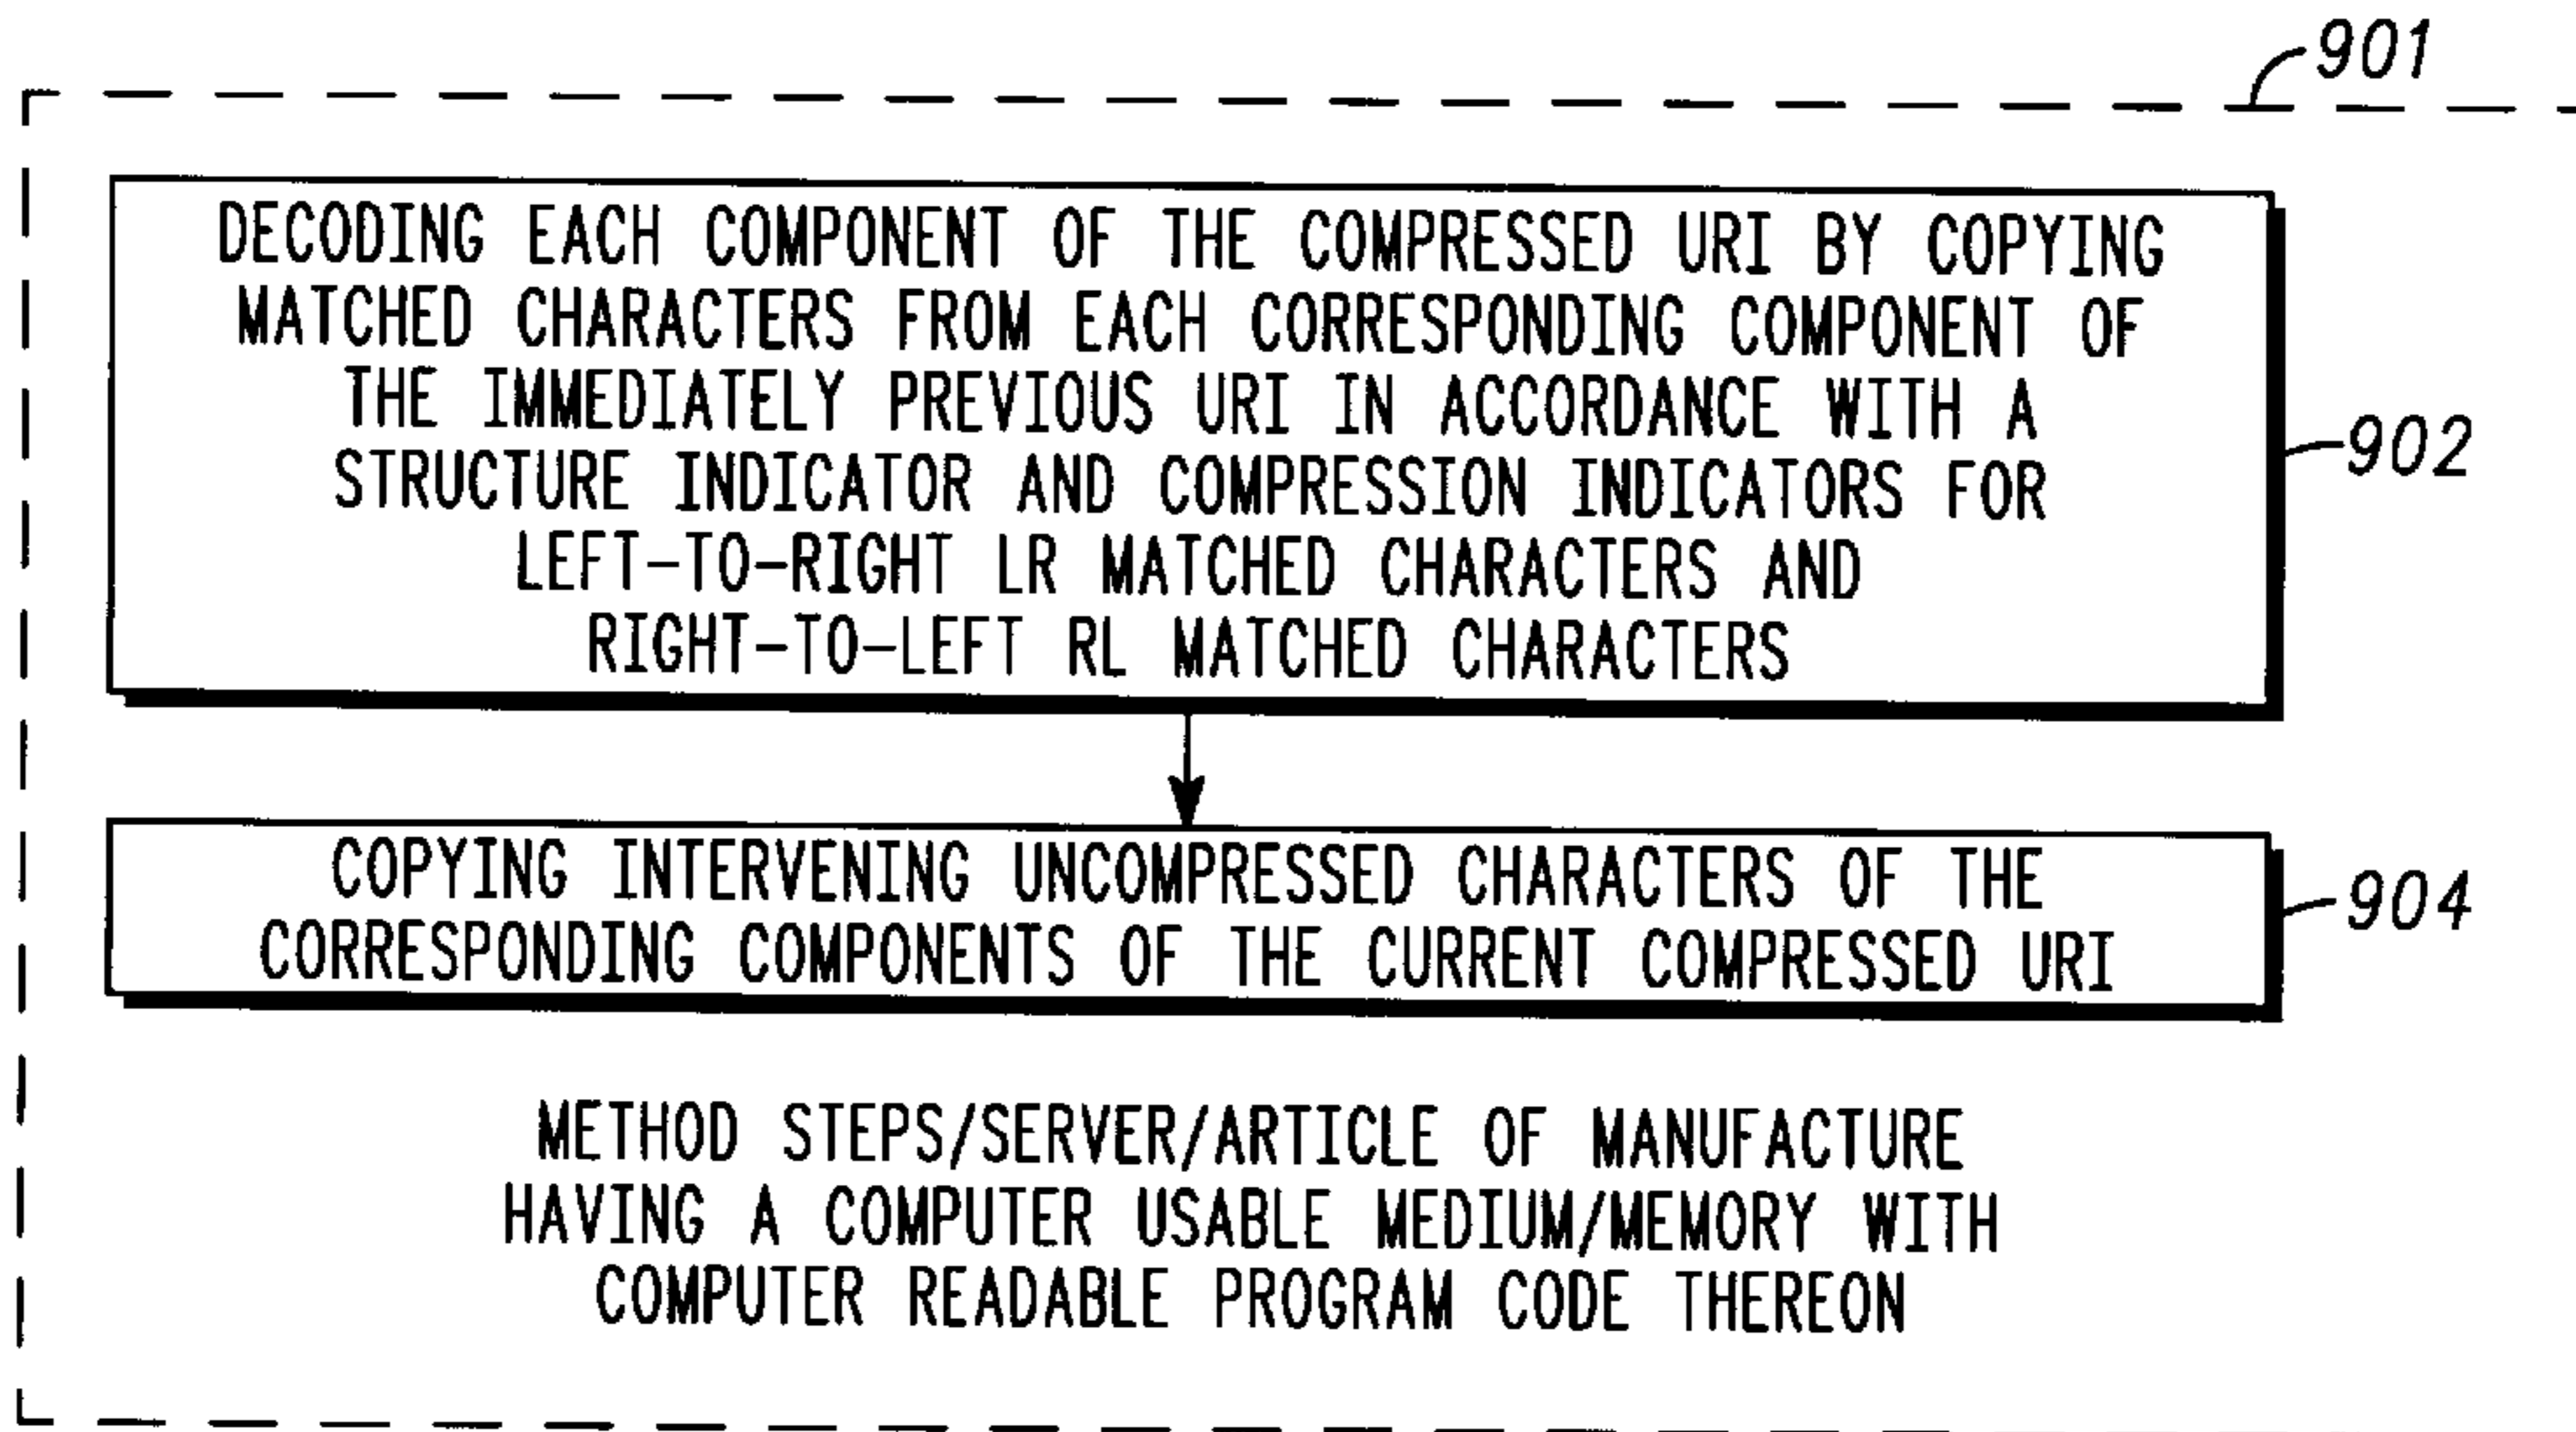 901
DECODING EACH COMPONENT OF THE COMPRESSED URI BY COPYING
MATCHED CHARACTERS FROM EACH CORRESPONDING COMPONENT OF
THE IMMEDIATELY PREVIOUS URI IN ACCORDANCE WITH A
STRUCTURE INDICATOR AND COMPRESSION INDICATORS FOR
LEFT-TO-RIGHT LR MATCHED CHARACTERS AND
RIGHT-TO-LEFT RL MATCHED CHARACTERS
902
COPYING INTERVENING UNCOMPRESSED CHARACTERS OF THE
CORRESPONDING COMPONENTS OF THE CURRENT COMPRESSED URI
904
METHOD STEPS/SERVER/ARTICLE OF MANUFACTURE
HAVING A COMPUTER USABLE MEDIUM/MEMORY WITH
COMPUTER READABLE PROGRAM CODE THEREON